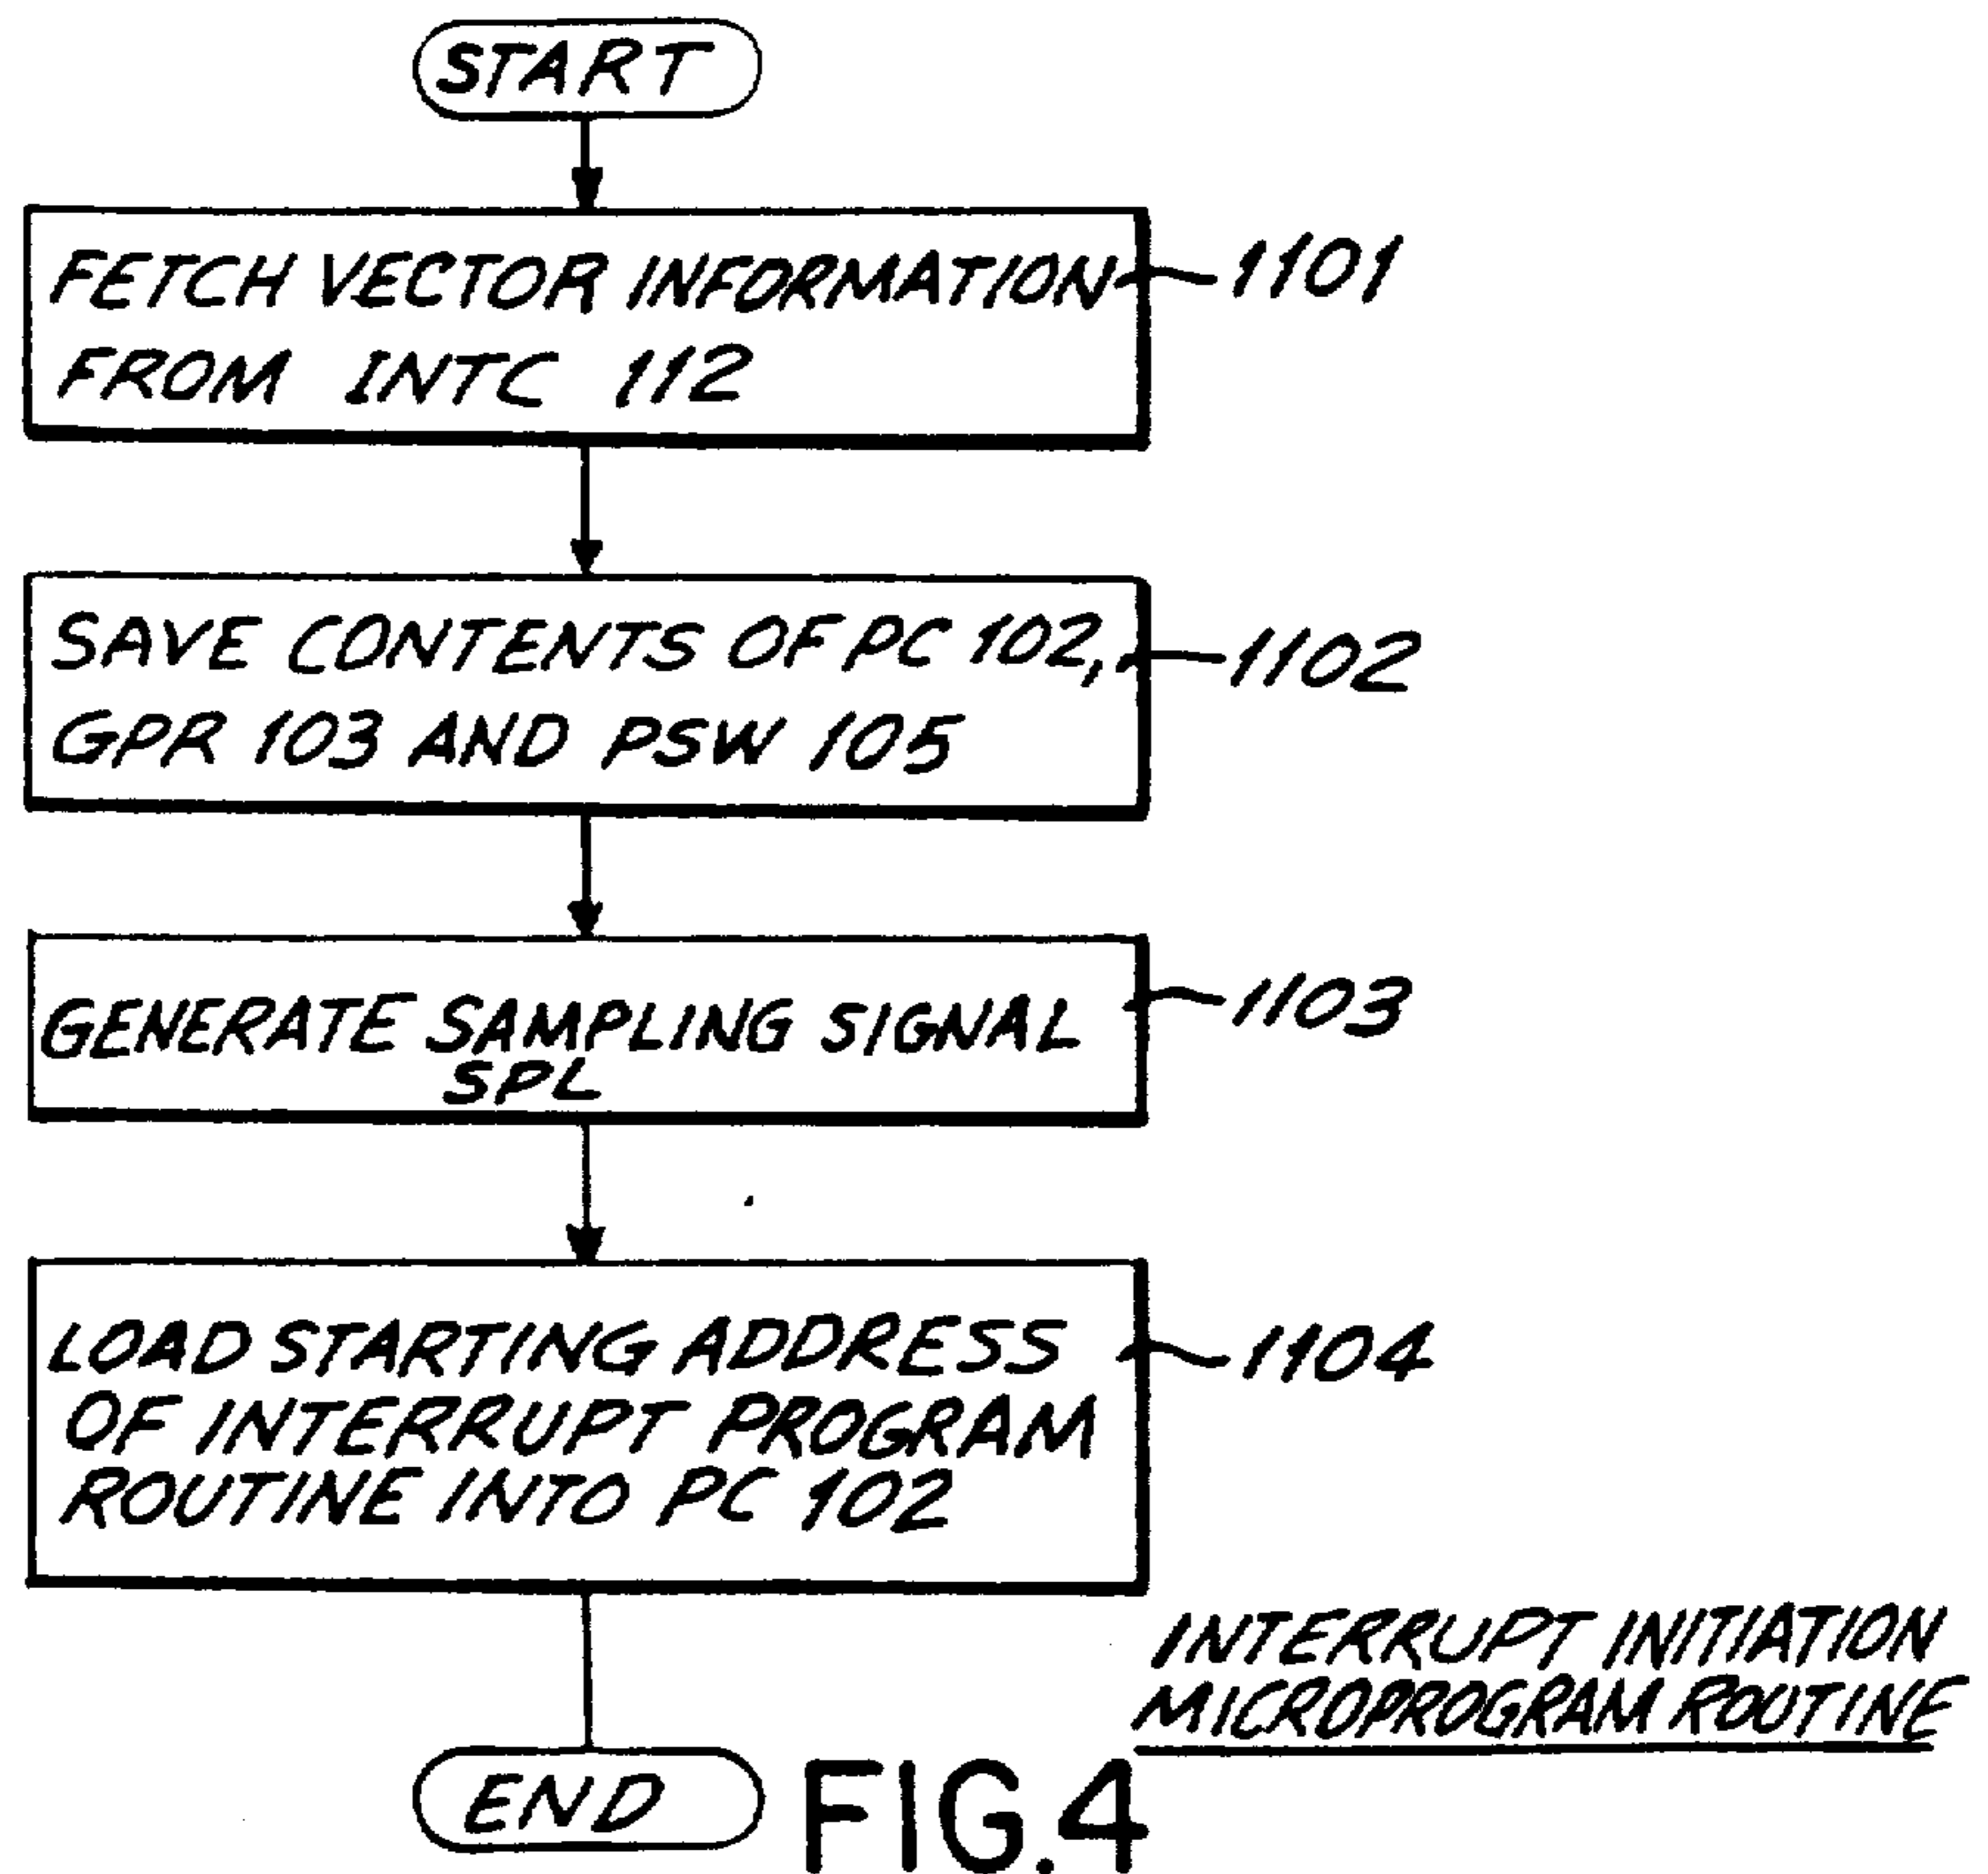 START
FETCH VECTOR INFORMATION
FROM INTC 112
1101
SAVE CONTENTS OF PC 102,
GPR 103 AND PSW 105
1102
GENERATE SAMPLING SIGNAL
SPL
1103
LOAD STARTING ADDRESS
OF INTERRUPT PROGRAM
ROUTINE INTO PC 102
1104
END
INTERRUPT INITIATION
MICROPROGRAM ROUTINE
FIG.4